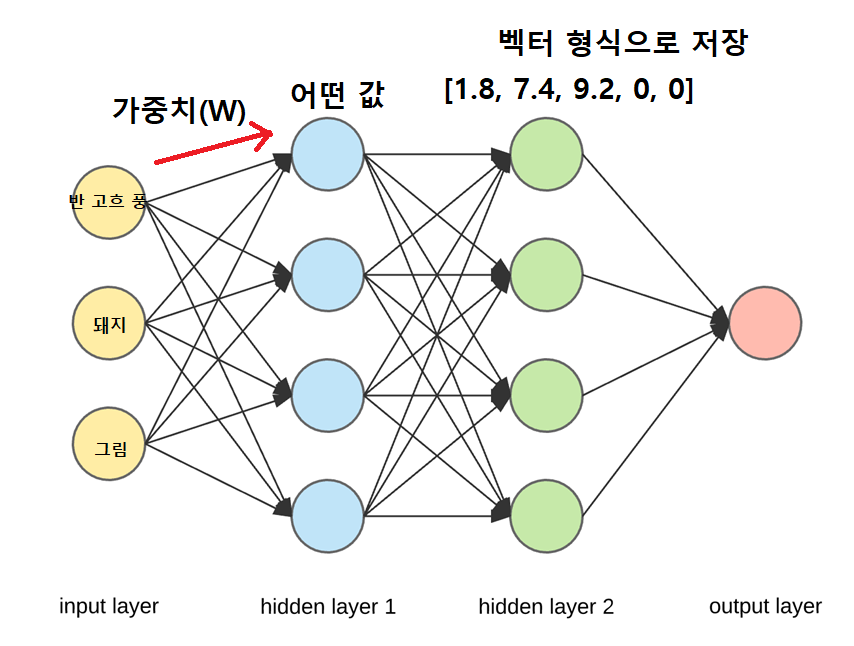 벡터 형식으로 저장
가중치(W)
어떤 값
[1.8, 7.4, 9.2, 0, 0]
반 고흐 풍
돼지
그림
input layer
hidden layer 1
hidden layer 2
output layer